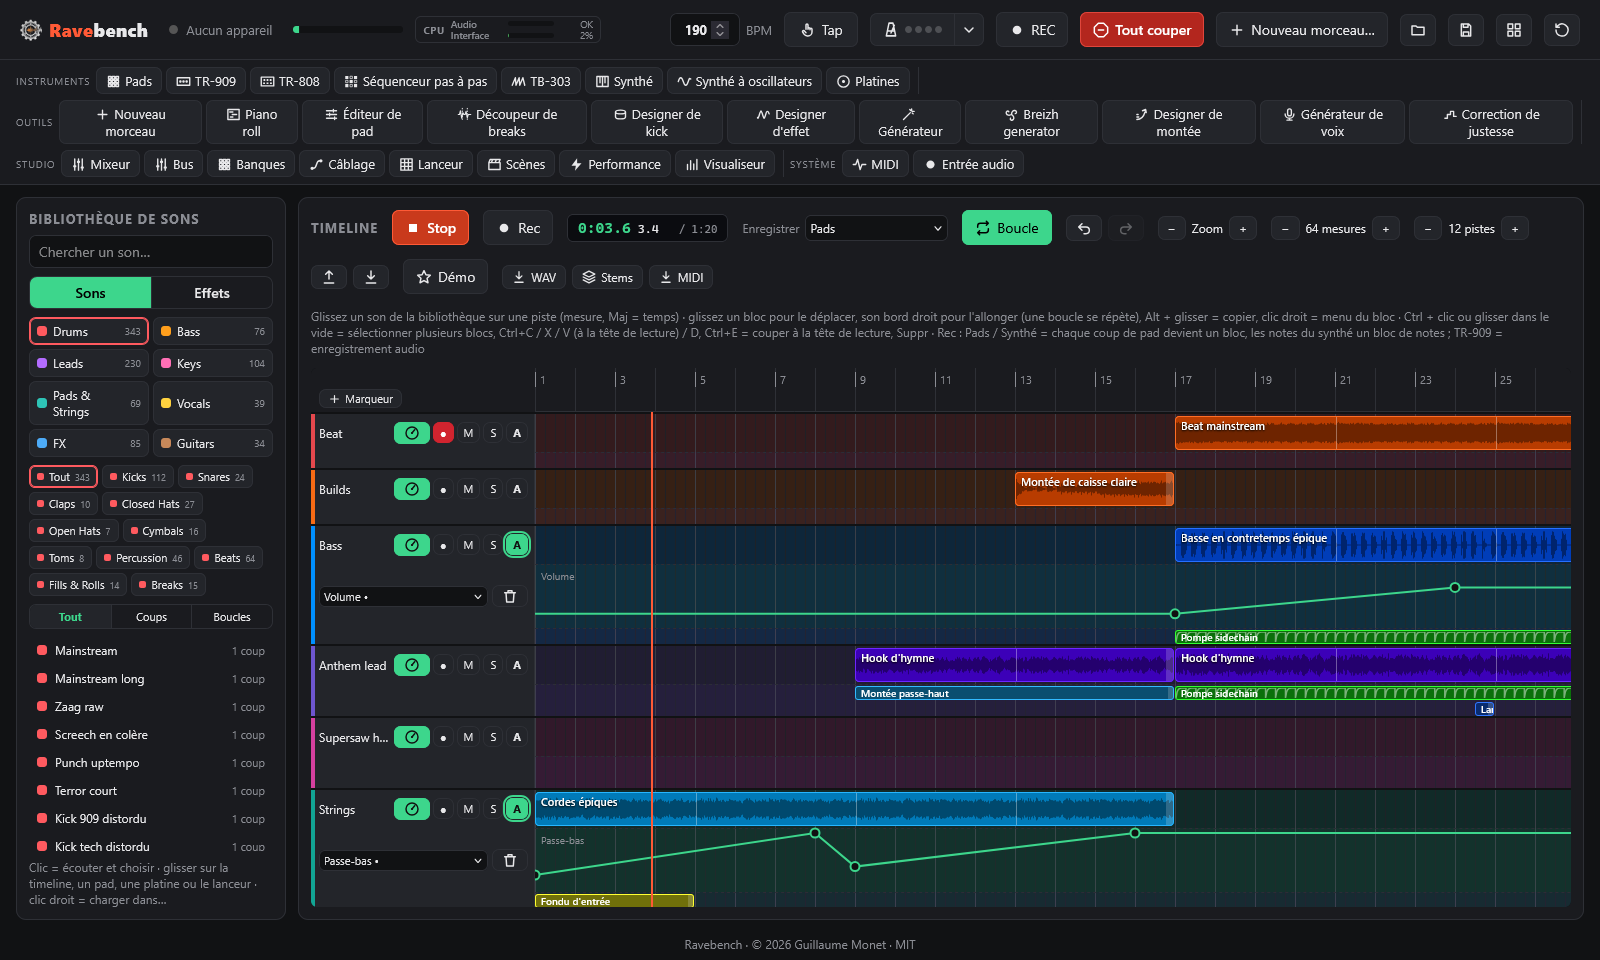 Ravebench
Aucun appareil
CPU Audio OK
Interface 2%
190 BPM
Tap
REC
Tout couper
+ Nouveau morceau...
INSTRUMENTS Pads TR-909 TR-808 Séquenceur pas à pas TB-303 Synthé Synthé à oscillateurs Platines
OUTILS + Nouveau morceau Piano roll Éditeur de pad Découpeur de breaks Designer de kick Designer d'effet Générateur Breizh generator Designer de montée Générateur de voix Correction de justesse
STUDIO Mixeur Bus Banques Câblage Lanceur Scènes Performance Visualiseur SYSTÈME MIDI Entrée audio
BIBLIOTHÈQUE DE SONS
Chercher un son...
Sons Effets
Drums 343 Bass 76
Leads 230 Keys 104
Pads & Strings 69 Vocals 39
FX 85 Guitars 34
Tout 343 Kicks 112 Snares 24
Claps 10 Closed Hats 27
Open Hats 7 Cymbals 16
Toms 8 Percussion 46 Beats 64
Fills & Rolls 14 Breaks 15
Tout Coups Boucles
Mainstream 1 coup
Mainstream long 1 coup
Zaag raw 1 coup
Screech en colère 1 coup
Punch uptempo 1 coup
Terror court 1 coup
Kick 909 distordu 1 coup
Kick tech distordu 1 coup
Clic = écouter et choisir · glisser sur la
timeline, un pad, une platine ou le lanceur ·
clic droit = charger dans...
TIMELINE Stop Rec 0:03.6 3.4 / 1:20 Enregistrer Pads Boucle − Zoom + − 64 mesures + − 12 pistes +
Démo WAV Stems MIDI
Glissez un son de la bibliothèque sur une piste (mesure, Maj = temps) · glissez un bloc pour le déplacer, son bord droit pour l'allonger (une boucle se répète), Alt + glisser = copier, clic droit = menu du bloc · Ctrl + clic ou glisser dans le
vide = sélectionner plusieurs blocs, Ctrl+C / X / V (à la tête de lecture) / D, Ctrl+E = couper à la tête de lecture, Suppr · Rec : Pads / Synthé = chaque coup de pad devient un bloc, les notes du synthé un bloc de notes ; TR-909 =
enregistrement audio
1 3 5 7 9 11 13 15 17 19 21 23 25
+ Marqueur
Beat M S A
Beat mainstream
Builds M S A
Montée de caisse claire
Bass M S A
Basse en contretemps épique
Volume
Volume •
Pompe sidechain
Anthem lead M S A
Hook d'hymne
Hook d'hymne
Montée passe-haut
Pompe sidechain
Supersaw h... M S A
Strings M S A
Cordes épiques
Passe-bas
Passe-bas •
Fondu d'entrée
Ravebench · © 2026 Guillaume Monet · MIT